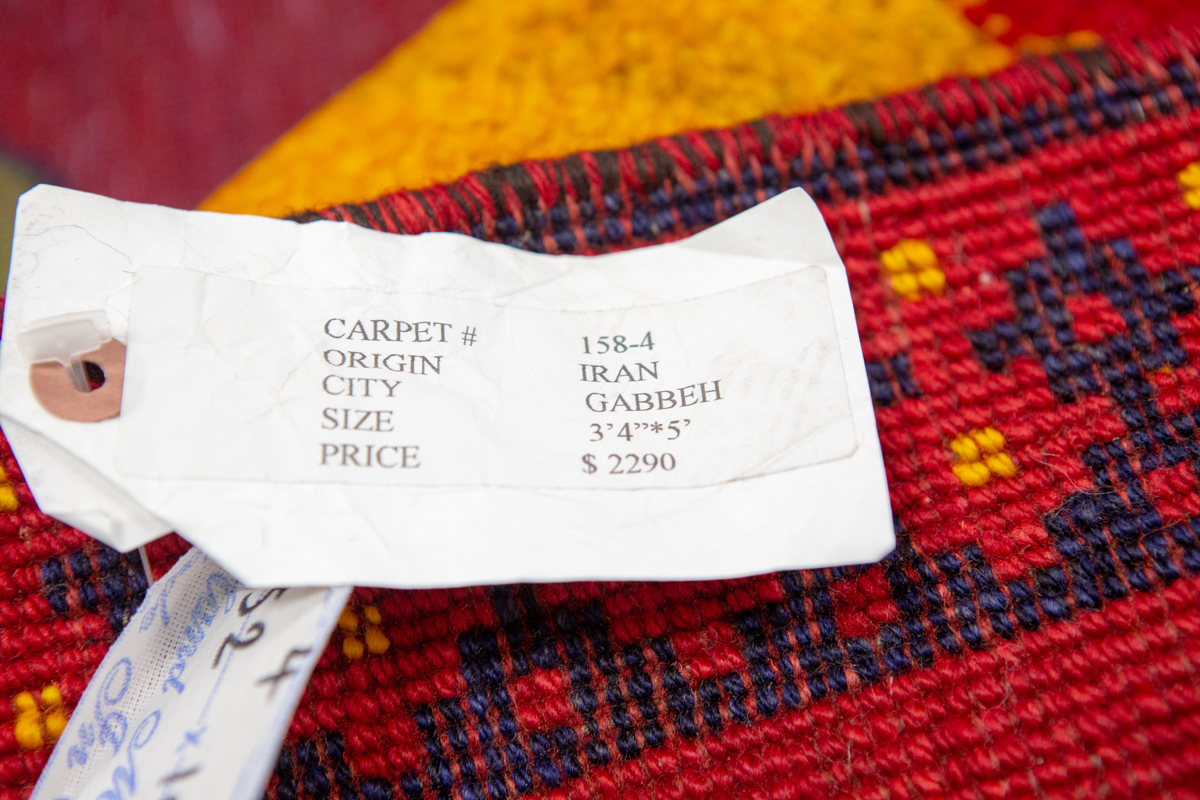 CARPET # 158-4
ORIGIN IRAN
CITY GABBEH
SIZE 3’4”*5’
PRICE $ 2290